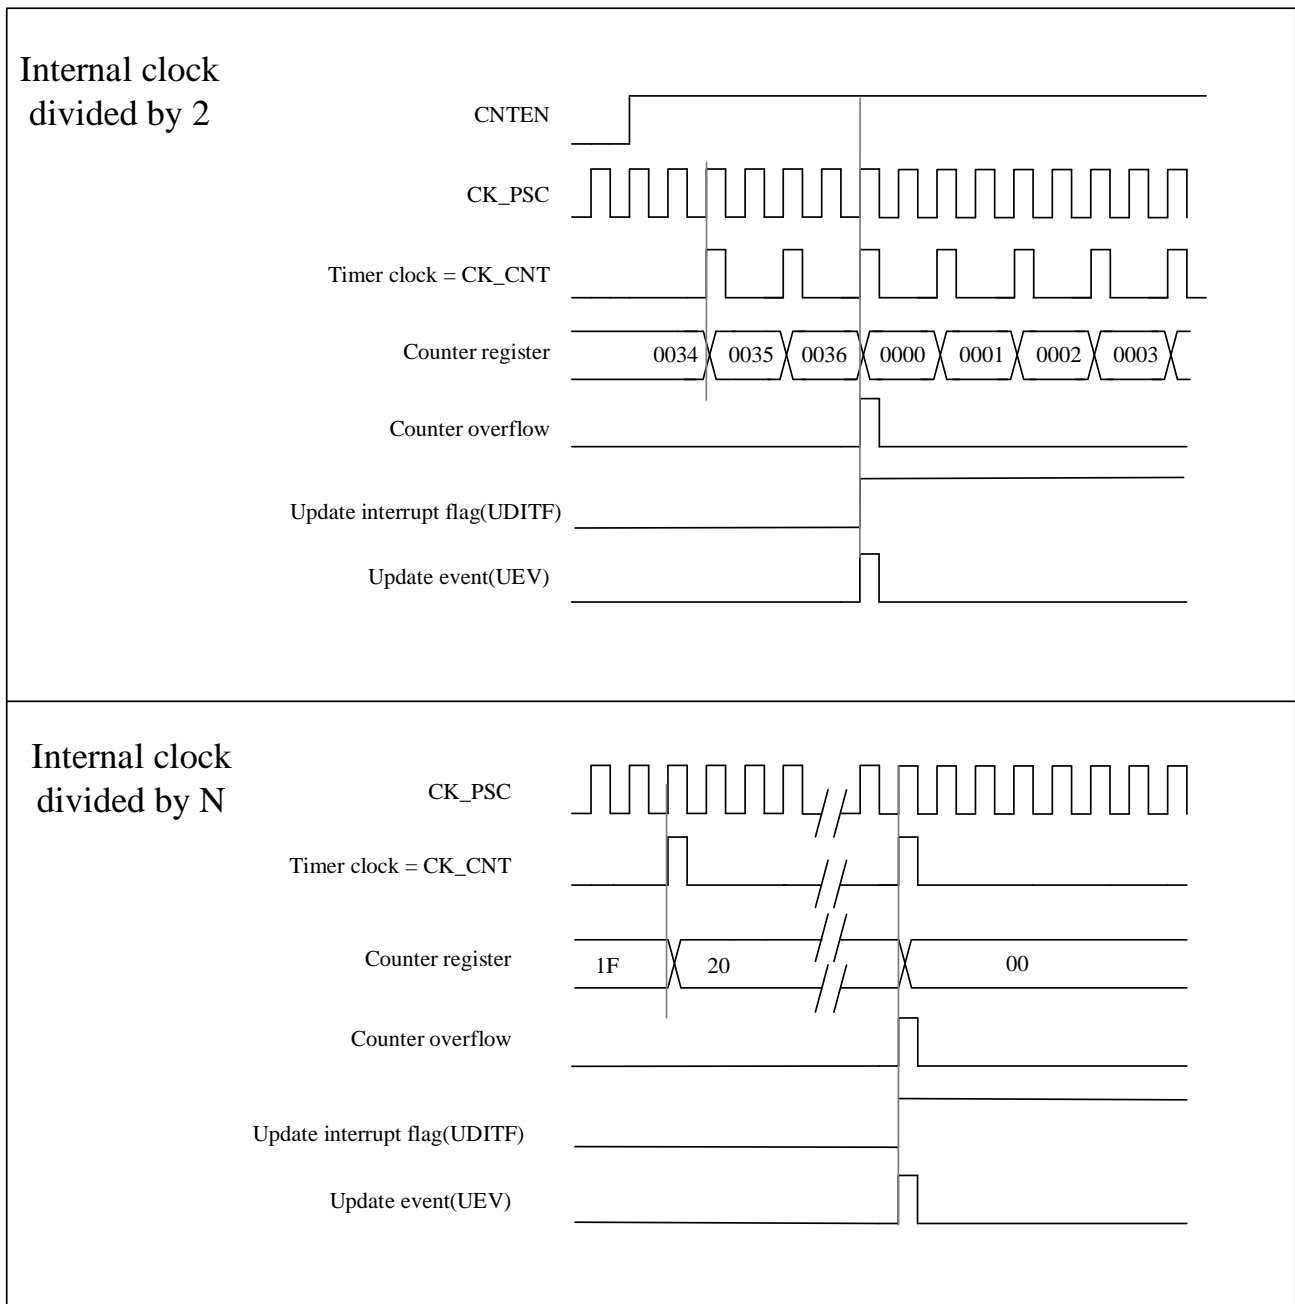 Internal clock
divided by 2
CNTEN
CK_PSC
Timer clock = CK_CNT
Counter register 0034 0035 0036 0000 0001 0002 0003
Counter overflow
Update interrupt flag(UDITF)
Update event(UEV)
Internal clock
divided by N
CK_PSC
Timer clock = CK_CNT
Counter register 1F 20 00
Counter overflow
Update interrupt flag(UDITF)
Update event(UEV)